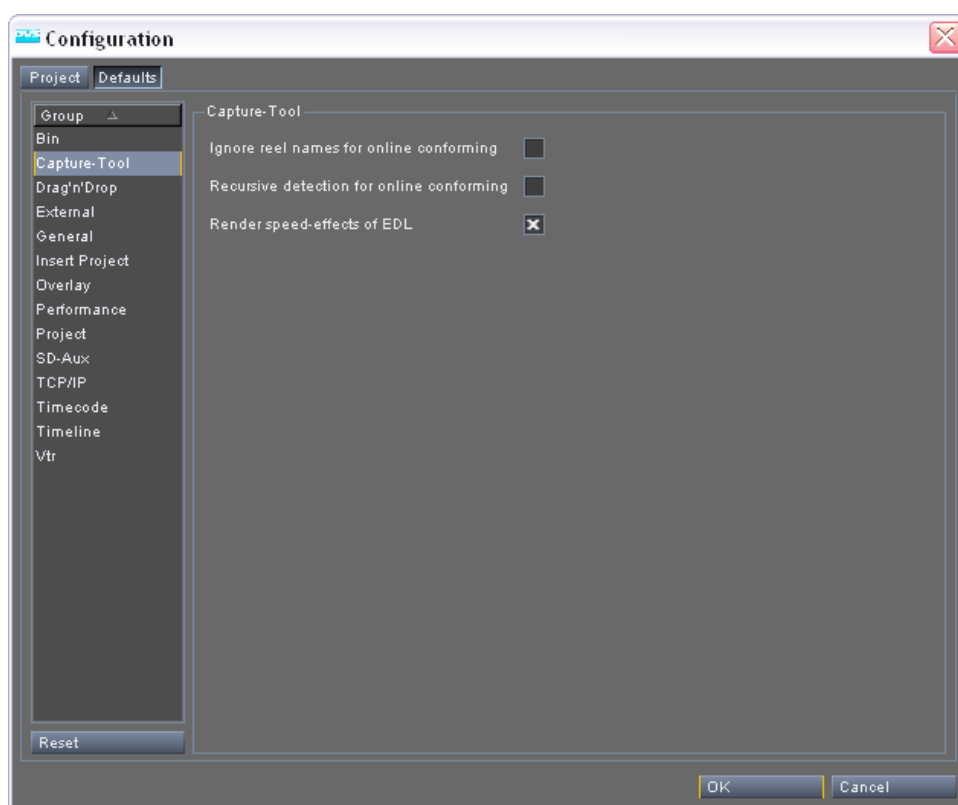 Configuration
Project Defaults
Group
Bin
Capture-Tool
Drag'n'Drop
External
General
Insert Project
Overlay
Performance
Project
SD-Aux
TCP/IP
Timecode
Timeline
Vtr
Reset
Capture-Tool
Ignore reel names for online conforming
Recursive detection for online conforming
Render speed-effects of EDL
OK Cancel